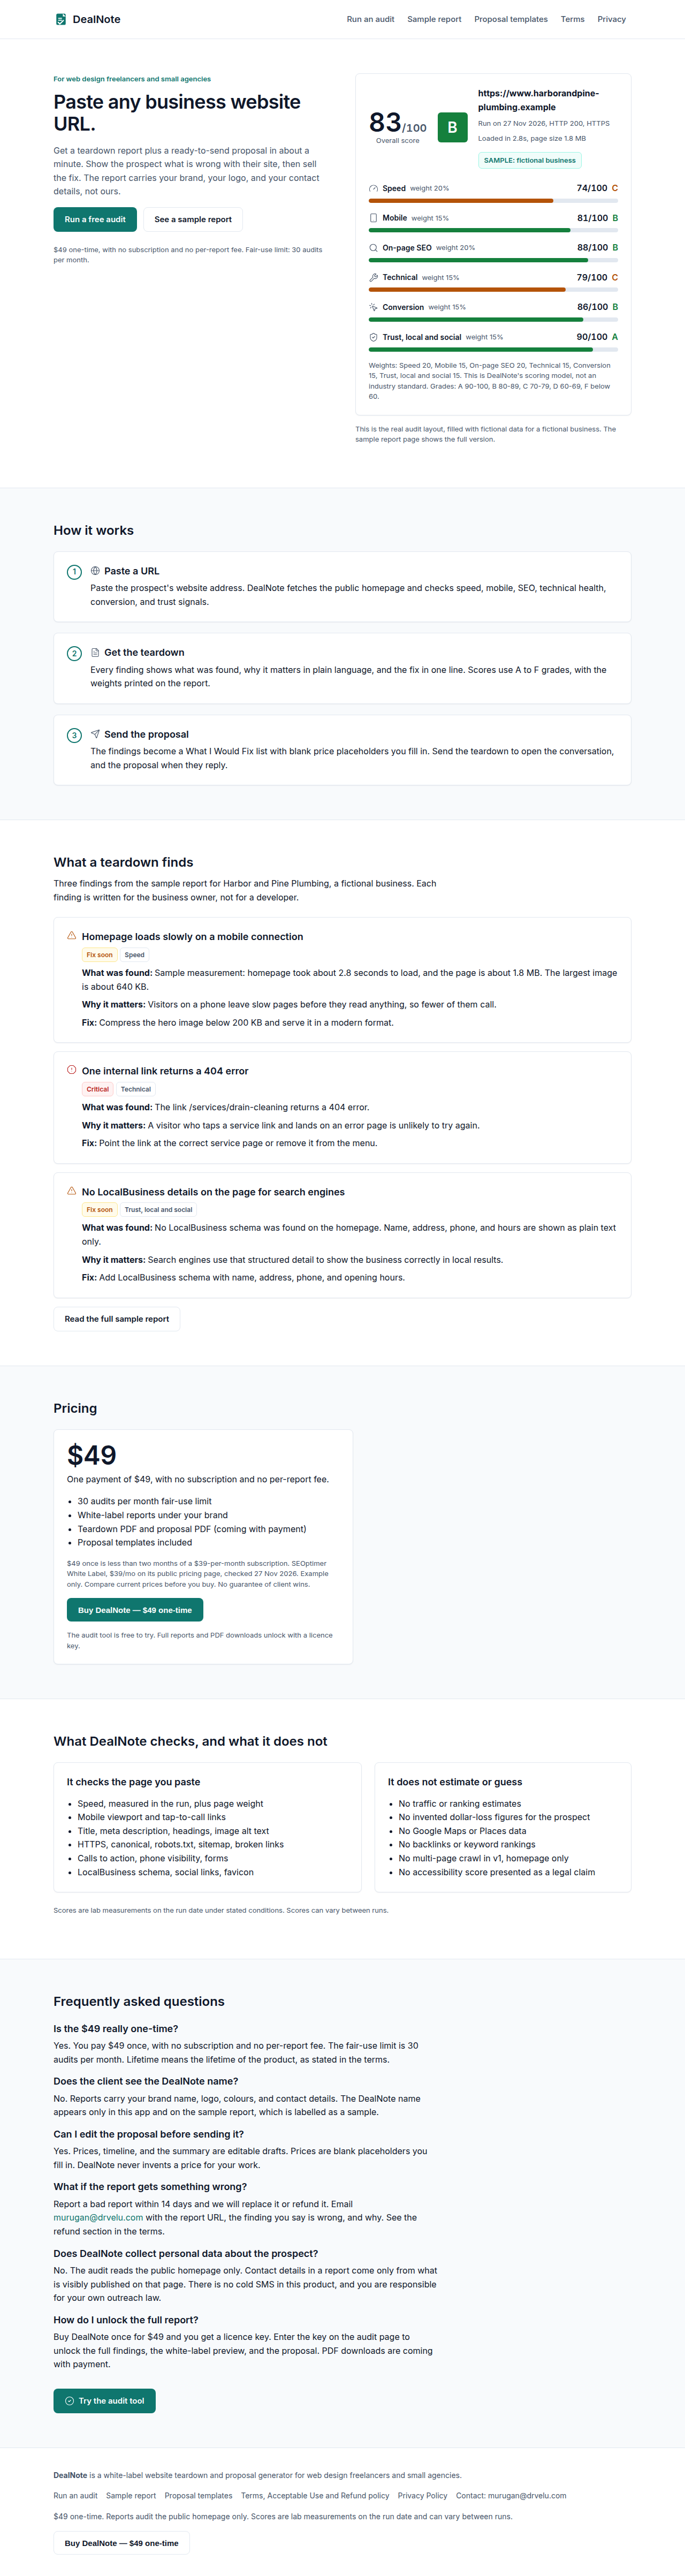 DealNote
Run an audit
Sample report
Proposal templates
Terms
Privacy
For web design freelancers and small agencies
Paste any business website
URL.
Get a teardown report plus a ready-to-send proposal in about a
minute. Show the prospect what is wrong with their site, then sell
the fix. The report carries your brand, your logo, and your contact
details, not ours.
Run a free audit
See a sample report
$49 one-time, with no subscription and no per-report fee. Fair-use limit: 30 audits
per month.
83/100
Overall score
B
https://www.harborandpine-
plumbing.example
Run on 27 Nov 2026, HTTP 200, HTTPS
Loaded in 2.8s, page size 1.8 MB
SAMPLE: fictional business
Speed weight 20% 74/100 C
Mobile weight 15% 81/100 B
On-page SEO weight 20% 88/100 B
Technical weight 15% 79/100 C
Conversion weight 15% 86/100 B
Trust, local and social weight 15% 90/100 A
Weights: Speed 20, Mobile 15, On-page SEO 20, Technical 15, Conversion
15, Trust, local and social 15. This is DealNote's scoring model, not an
industry standard. Grades: A 90-100, B 80-89, C 70-79, D 60-69, F below
60.
This is the real audit layout, filled with fictional data for a fictional business. The
sample report page shows the full version.
How it works
1
Paste a URL
Paste the prospect's website address. DealNote fetches the public homepage and checks speed, mobile, SEO, technical health,
conversion, and trust signals.
2
Get the teardown
Every finding shows what was found, why it matters in plain language, and the fix in one line. Scores use A to F grades, with the
weights printed on the report.
3
Send the proposal
The findings become a What I Would Fix list with blank price placeholders you fill in. Send the teardown to open the conversation,
and the proposal when they reply.
What a teardown finds
Three findings from the sample report for Harbor and Pine Plumbing, a fictional business. Each
finding is written for the business owner, not for a developer.
Homepage loads slowly on a mobile connection
Fix soon
Speed
What was found: Sample measurement: homepage took about 2.8 seconds to load, and the page is about 1.8 MB. The largest image
is about 640 KB.
Why it matters: Visitors on a phone leave slow pages before they read anything, so fewer of them call.
Fix: Compress the hero image below 200 KB and serve it in a modern format.
One internal link returns a 404 error
Critical
Technical
What was found: The link /services/drain-cleaning returns a 404 error.
Why it matters: A visitor who taps a service link and lands on an error page is unlikely to try again.
Fix: Point the link at the correct service page or remove it from the menu.
No LocalBusiness details on the page for search engines
Fix soon
Trust, local and social
What was found: No LocalBusiness schema was found on the homepage. Name, address, phone, and hours are shown as plain text
only.
Why it matters: Search engines use that structured detail to show the business correctly in local results.
Fix: Add LocalBusiness schema with name, address, phone, and opening hours.
Read the full sample report
Pricing
$49
One payment of $49, with no subscription and no per-report fee.
• 30 audits per month fair-use limit
• White-label reports under your brand
• Teardown PDF and proposal PDF (coming with payment)
• Proposal templates included
$49 once is less than two months of a $39-per-month subscription. SEOptimer
White Label, $39/mo on its public pricing page, checked 27 Nov 2026. Example
only. Compare current prices before you buy. No guarantee of client wins.
Buy DealNote — $49 one-time
The audit tool is free to try. Full reports and PDF downloads unlock with a licence
key.
What DealNote checks, and what it does not
It checks the page you paste
• Speed, measured in the run, plus page weight
• Mobile viewport and tap-to-call links
• Title, meta description, headings, image alt text
• HTTPS, canonical, robots.txt, sitemap, broken links
• Calls to action, phone visibility, forms
• LocalBusiness schema, social links, favicon
It does not estimate or guess
• No traffic or ranking estimates
• No invented dollar-loss figures for the prospect
• No Google Maps or Places data
• No backlinks or keyword rankings
• No multi-page crawl in v1, homepage only
• No accessibility score presented as a legal claim
Scores are lab measurements on the run date under stated conditions. Scores can vary between runs.
Frequently asked questions
Is the $49 really one-time?
Yes. You pay $49 once, with no subscription and no per-report fee. The fair-use limit is 30
audits per month. Lifetime means the lifetime of the product, as stated in the terms.
Does the client see the DealNote name?
No. Reports carry your brand name, logo, colours, and contact details. The DealNote name
appears only in this app and on the sample report, which is labelled as a sample.
Can I edit the proposal before sending it?
Yes. Prices, timeline, and the summary are editable drafts. Prices are blank placeholders you
fill in. DealNote never invents a price for your work.
What if the report gets something wrong?
Report a bad report within 14 days and we will replace it or refund it. Email
murugan@drvelu.com with the report URL, the finding you say is wrong, and why. See the
refund section in the terms.
Does DealNote collect personal data about the prospect?
No. The audit reads the public homepage only. Contact details in a report come only from what
is visibly published on that page. There is no cold SMS in this product, and you are responsible
for your own outreach law.
How do I unlock the full report?
Buy DealNote once for $49 and you get a licence key. Enter the key on the audit page to
unlock the full findings, the white-label preview, and the proposal. PDF downloads are coming
with payment.
Try the audit tool
DealNote is a white-label website teardown and proposal generator for web design freelancers and small agencies.
Run an audit
Sample report
Proposal templates
Terms, Acceptable Use and Refund policy
Privacy Policy
Contact: murugan@drvelu.com
$49 one-time. Reports audit the public homepage only. Scores are lab measurements on the run date and can vary between runs.
Buy DealNote — $49 one-time